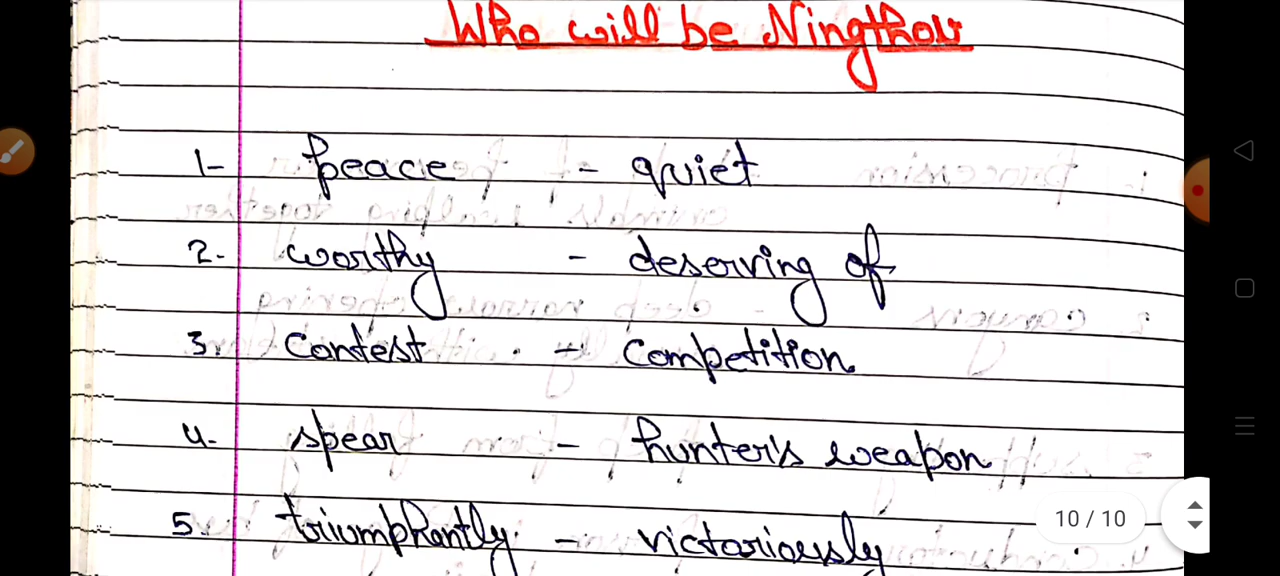 Who will be Ningthou
1- peace - quiet
2- worthy - deserving of
3. Contest - Competition
4- spear - hunter's weapon
5. triumphantly - victoriously
10 / 10